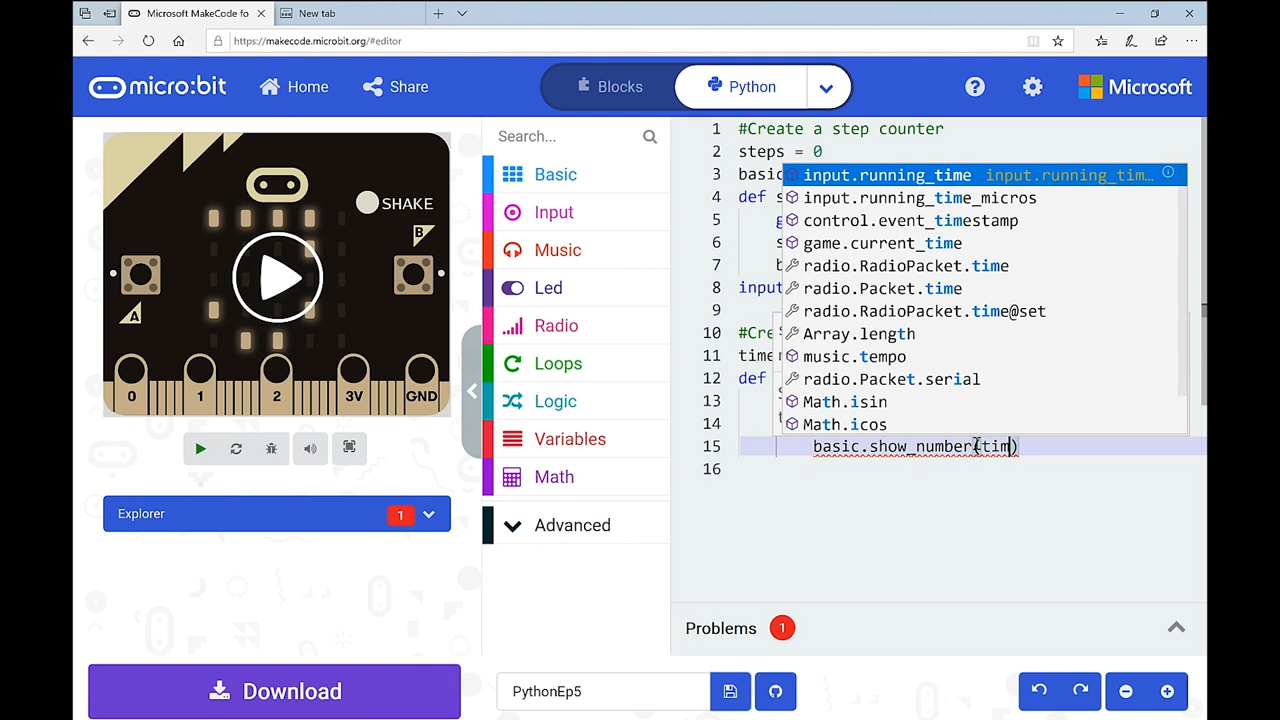 Microsoft MakeCode fo
New tab
https://makecode.microbit.org/#editor
micro:bit
Home
Share
Blocks
Python
Microsoft
SHAKE
B
A
0 1 2 3V GND
Explorer 1
Download
Search...
Basic
Input
Music
Led
Radio
Loops
Logic
Variables
Math
Advanced
1 #Create a step counter
2 steps = 0
3 basic
4 def s
5 g
6 s
7 b
8 input
9
10 #Cre
11 time
12 def
13
14
15 basic.show_number(tim)
16
input.running_time input.running_tim...
input.running_time_micros
control.event_timestamp
game.current_time
radio.RadioPacket.time
radio.Packet.time
radio.RadioPacket.time@set
Array.length
music.tempo
radio.Packet.serial
Math.isin
Math.icos
Problems 1
PythonEp5